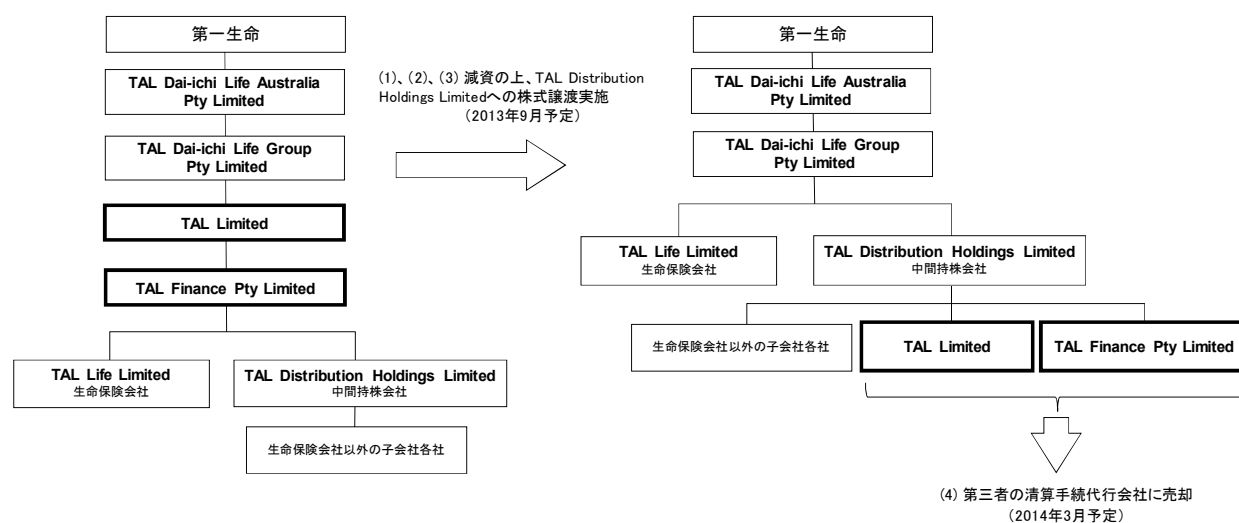 第一生命
TAL Dai-ichi Life Australia
Pty Limited
TAL Dai-ichi Life Group
Pty Limited
TAL Limited
TAL Finance Pty Limited
TAL Life Limited
生命保険会社
TAL Distribution Holdings Limited
中間持株会社
生命保険会社以外の子会社各社
(1)、(2)、(3) 減資の上、TAL Distribution
Holdings Limitedへの株式譲渡実施
(2013年9月予定)
第一生命
TAL Dai-ichi Life Australia
Pty Limited
TAL Dai-ichi Life Group
Pty Limited
TAL Life Limited
生命保険会社
TAL Distribution Holdings Limited
中間持株会社
生命保険会社以外の子会社各社
TAL Limited
TAL Finance Pty Limited
(4) 第三者の清算手続代行会社に売却
(2014年3月予定)